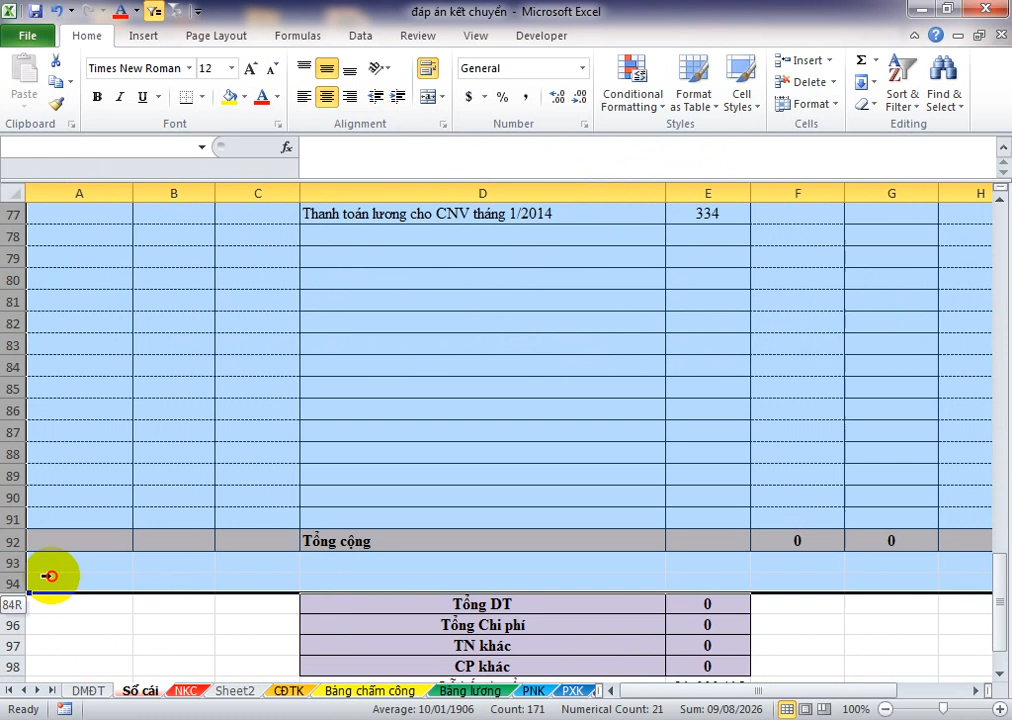 đáp án kết chuyển - Microsoft Excel
File Home Insert Page Layout Formulas Data Review View Developer
Paste
Times New Roman 12
General
Conditional Formatting
Format as Table
Cell Styles
Insert
Delete
Format
Sort & Filter
Find & Select
Clipboard Font Alignment Number Styles Cells Editing
A B C D E F G H
77 Thanh toán lương cho CNV tháng 1/2014 334
78
79
80
81
82
83
84
85
86
87
88
89
90
91
92 Tổng cộng 0 0
93
94
84R Tổng DT 0
96 Tổng Chi phí 0
97 TN khác 0
98 CP khác 0
DMĐT Sổ cái NKC Sheet2 CĐTK Bảng chấm công Bảng lương PNK PXK
Ready Average: 10/01/1906 Count: 171 Numerical Count: 21 Sum: 09/08/2026 100%